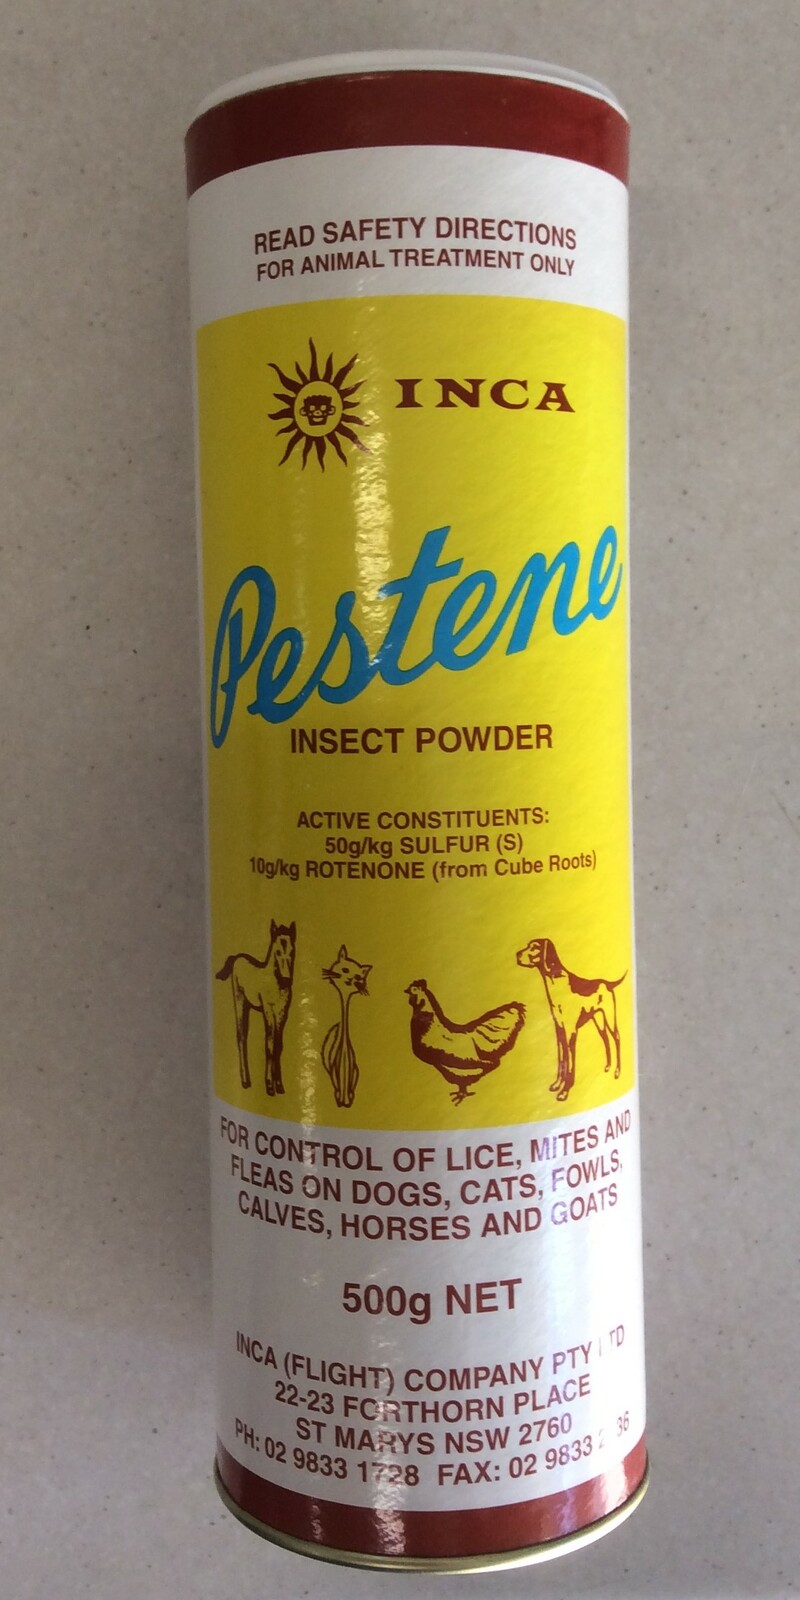 READ SAFETY DIRECTIONS
FOR ANIMAL TREATMENT ONLY
INCA
Pestene
INSECT POWDER
ACTIVE CONSTITUENTS:
50g/kg SULFUR (S)
10g/kg ROTENONE (from Cube Roots)
FOR CONTROL OF LICE, MITES AND
FLEAS ON DOGS, CATS, FOWLS,
CALVES, HORSES AND GOATS
500g NET
INCA (FLIGHT) COMPANY PTY LTD
22-23 FORTHORN PLACE
ST MARYS NSW 2760
PH: 02 9833 1728 FAX: 02 9833